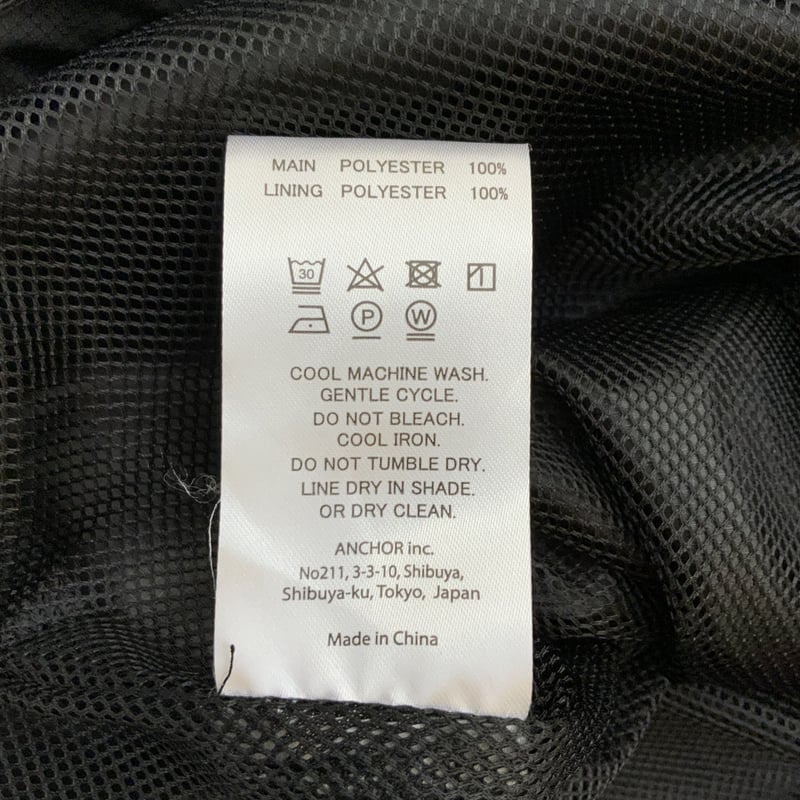 MAIN POLYESTER 100%
LINING POLYESTER 100%
30
P W
COOL MACHINE WASH.
GENTLE CYCLE.
DO NOT BLEACH.
COOL IRON.
DO NOT TUMBLE DRY.
LINE DRY IN SHADE.
OR DRY CLEAN.
ANCHOR inc.
No211, 3-3-10, Shibuya,
Shibuya-ku, Tokyo, Japan
Made in China